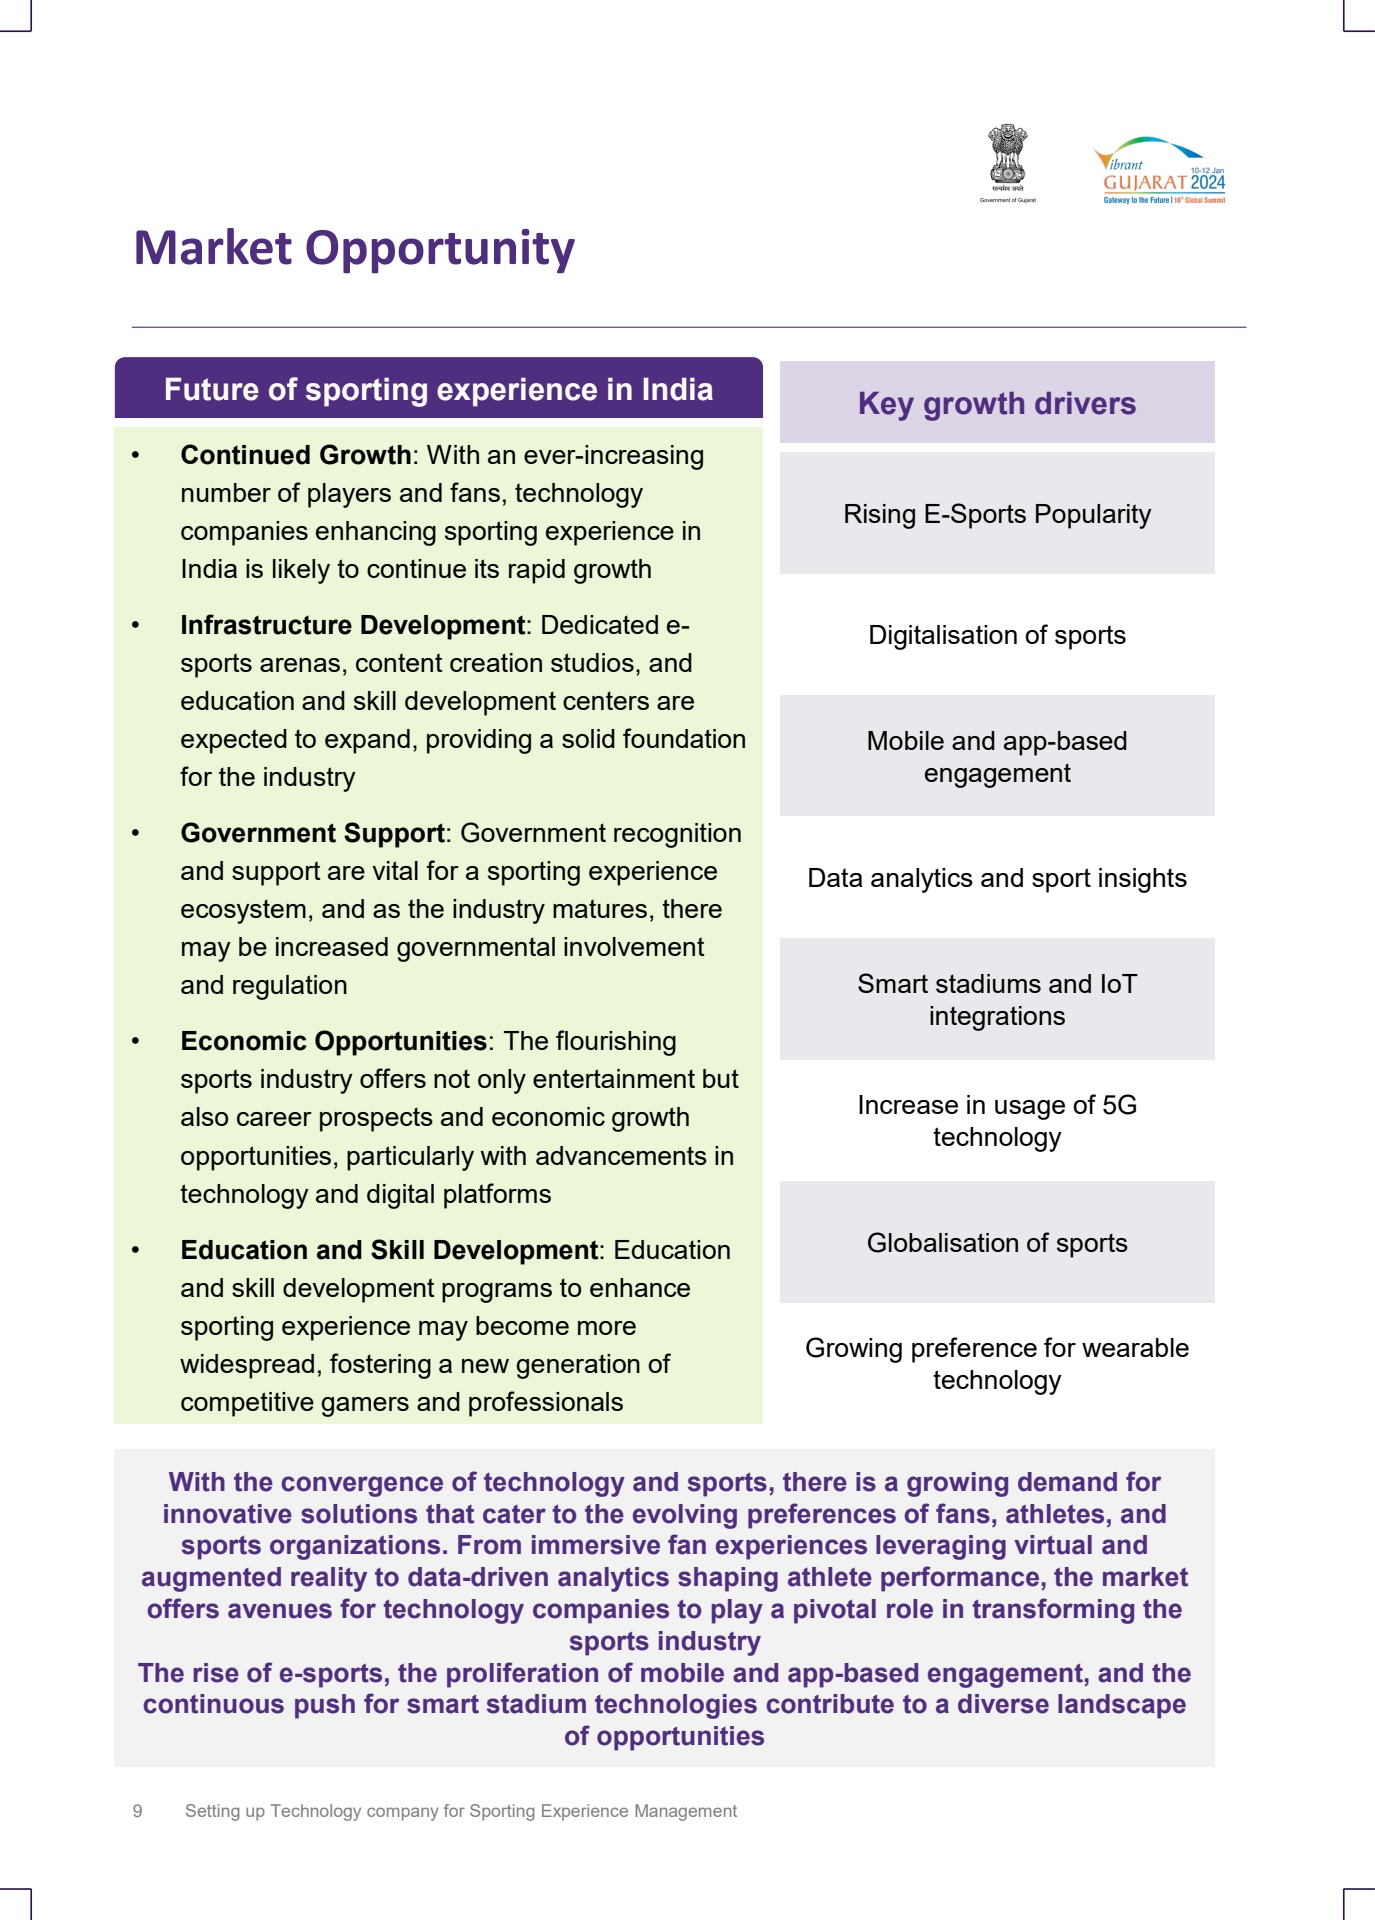 सत्यमेव जयते
Government of Gujarat
Vibrant
10-12 Jan
GUJARAT 2024
Gateway to the Future | 10th Global Summit
Market Opportunity
Future of sporting experience in India
• Continued Growth: With an ever-increasing
number of players and fans, technology
companies enhancing sporting experience in
India is likely to continue its rapid growth
• Infrastructure Development: Dedicated e-
sports arenas, content creation studios, and
education and skill development centers are
expected to expand, providing a solid foundation
for the industry
• Government Support: Government recognition
and support are vital for a sporting experience
ecosystem, and as the industry matures, there
may be increased governmental involvement
and regulation
• Economic Opportunities: The flourishing
sports industry offers not only entertainment but
also career prospects and economic growth
opportunities, particularly with advancements in
technology and digital platforms
• Education and Skill Development: Education
and skill development programs to enhance
sporting experience may become more
widespread, fostering a new generation of
competitive gamers and professionals
Key growth drivers
Rising E-Sports Popularity
Digitalisation of sports
Mobile and app-based
engagement
Data analytics and sport insights
Smart stadiums and IoT
integrations
Increase in usage of 5G
technology
Globalisation of sports
Growing preference for wearable
technology
With the convergence of technology and sports, there is a growing demand for
innovative solutions that cater to the evolving preferences of fans, athletes, and
sports organizations. From immersive fan experiences leveraging virtual and
augmented reality to data-driven analytics shaping athlete performance, the market
offers avenues for technology companies to play a pivotal role in transforming the
sports industry
The rise of e-sports, the proliferation of mobile and app-based engagement, and the
continuous push for smart stadium technologies contribute to a diverse landscape
of opportunities
9 Setting up Technology company for Sporting Experience Management